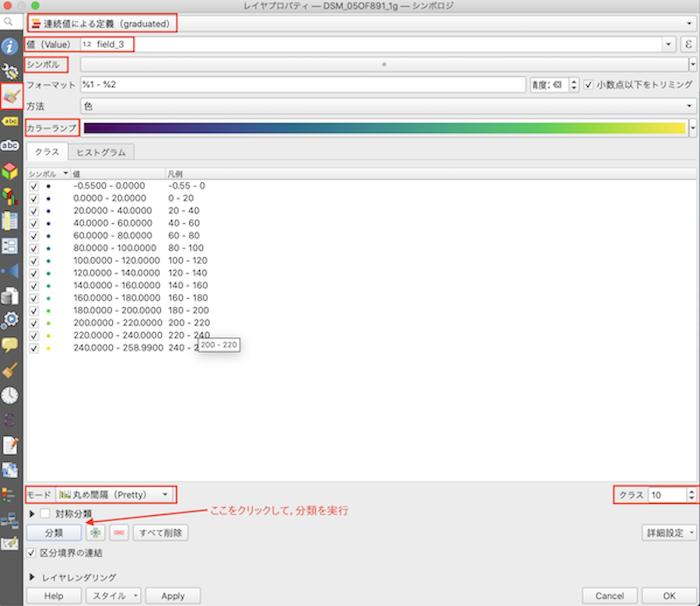 レイヤプロパティ — DSM_05OF891_1g — シンボロジ
連続値による定義（graduated）
値（Value） 1.2 field_3 ε
シンボル
フォーマット %1 - %2 小数点以下をトリミング
方法 色
カラーランプ
クラス ヒストグラム
シンボル 値 凡例
-0.5500 - 0.0000 -0.55 - 0
0.0000 - 20.0000 0 - 20
20.0000 - 40.0000 20 - 40
40.0000 - 60.0000 40 - 60
60.0000 - 80.0000 60 - 80
80.0000 - 100.0000 80 - 100
100.0000 - 120.0000 100 - 120
120.0000 - 140.0000 120 - 140
140.0000 - 160.0000 140 - 160
160.0000 - 180.0000 160 - 180
180.0000 - 200.0000 180 - 200
200.0000 - 220.0000 200 - 220
220.0000 - 240.0000 220 - 240
240.0000 - 258.9900 240 -
200 - 220
モード 丸め間隔（Pretty） クラス 10
対称分類
ここをクリックして，分類を実行
分類 すべて削除 詳細設定
区分境界の連結
レイヤレンダリング
Help スタイル Apply Cancel OK